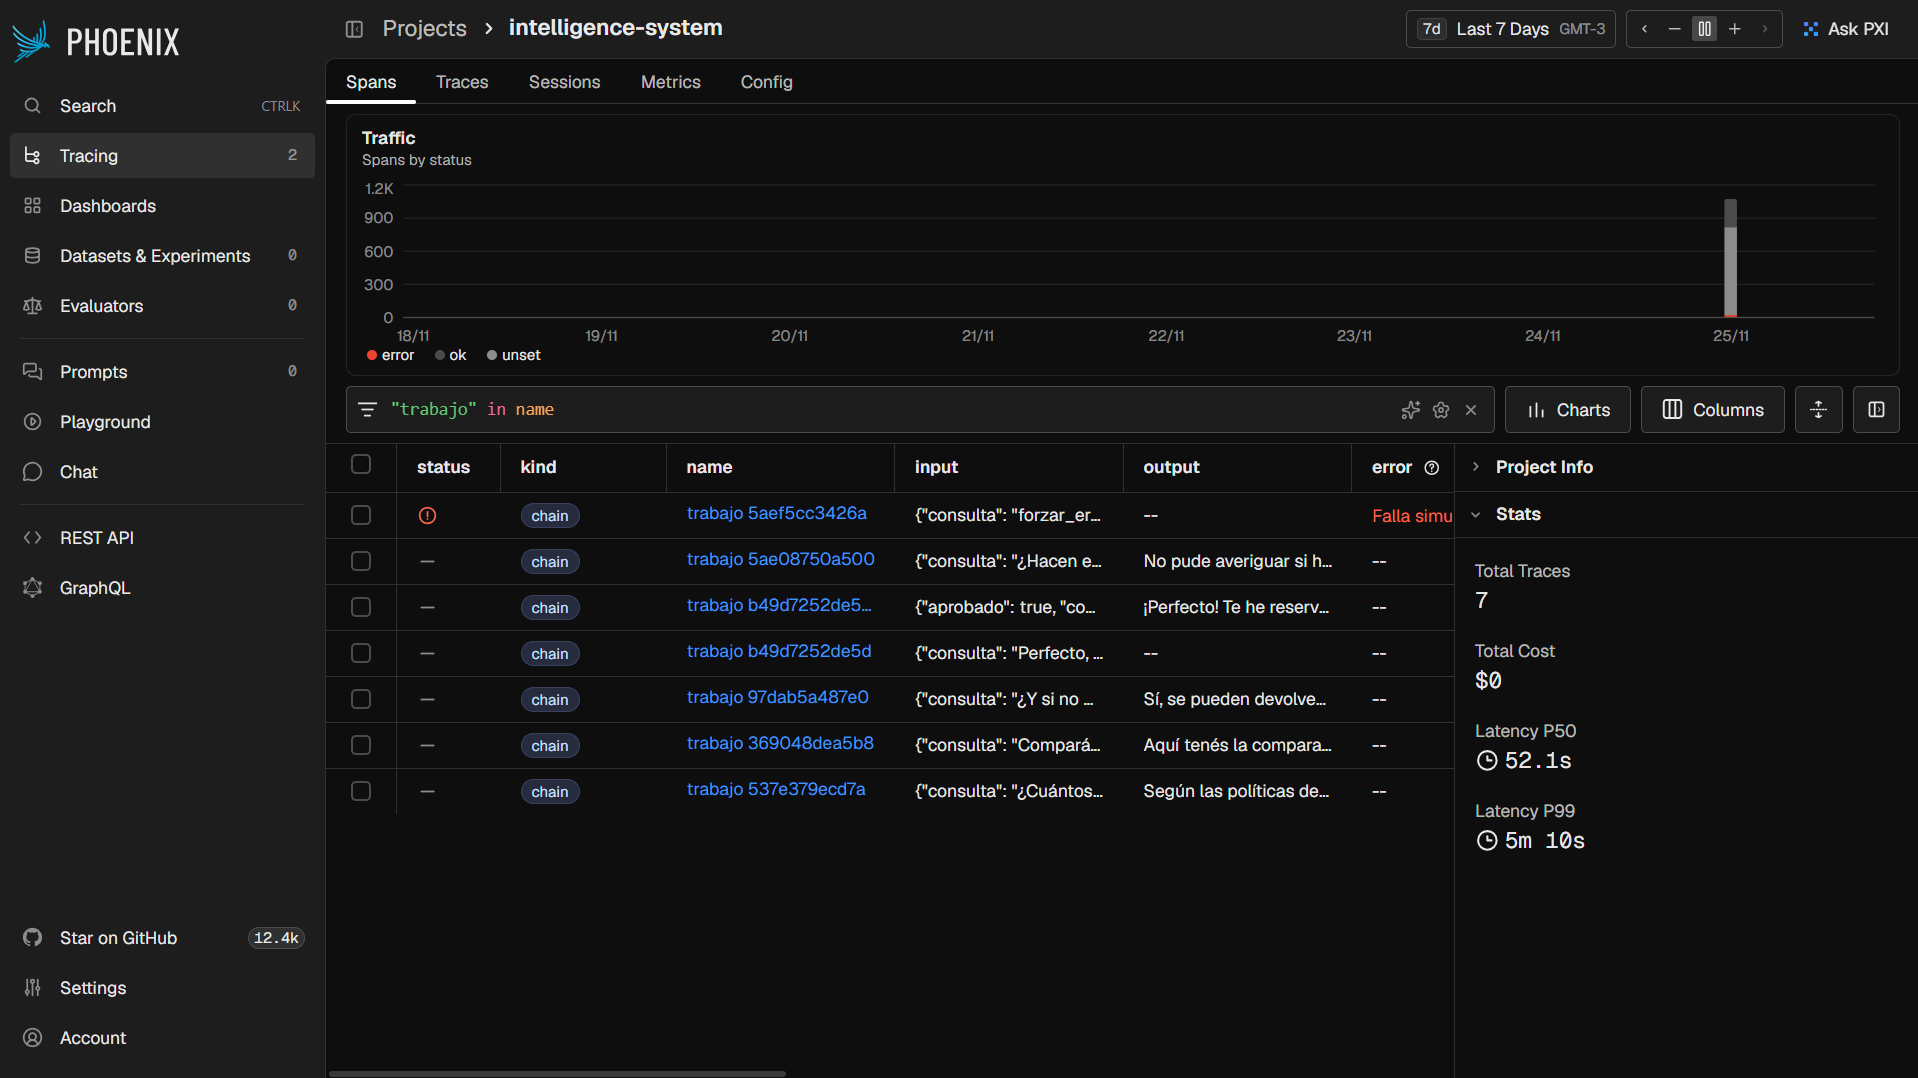 PHOENIX
Search CTRLK
Tracing 2
Dashboards
Datasets & Experiments 0
Evaluators 0
Prompts 0
Playground
Chat
REST API
GraphQL
Star on GitHub 12.4k
Settings
Account
Projects › intelligence-system
7d Last 7 Days GMT-3
Ask PXI
Spans Traces Sessions Metrics Config
Traffic
Spans by status
1.2K
900
600
300
0
18/11 19/11 20/11 21/11 22/11 23/11 24/11 25/11
error ok unset
"trabajo" in name
Charts
Columns
status kind name input output error
chain trabajo 5aef5cc3426a {"consulta": "forzar_er... -- Falla simu
— chain trabajo 5ae08750a500 {"consulta": "¿Hacen e... No pude averiguar si h... --
— chain trabajo b49d7252de5... {"aprobado": true, "co... ¡Perfecto! Te he reserv... --
— chain trabajo b49d7252de5d {"consulta": "Perfecto, ... -- --
— chain trabajo 97dab5a487e0 {"consulta": "¿Y si no ... Sí, se pueden devolve... --
— chain trabajo 369048dea5b8 {"consulta": "Compará... Aquí tenés la compara... --
— chain trabajo 537e379ecd7a {"consulta": "¿Cuántos... Según las políticas de... --
Project Info
Stats
Total Traces
7
Total Cost
$0
Latency P50
52.1s
Latency P99
5m 10s